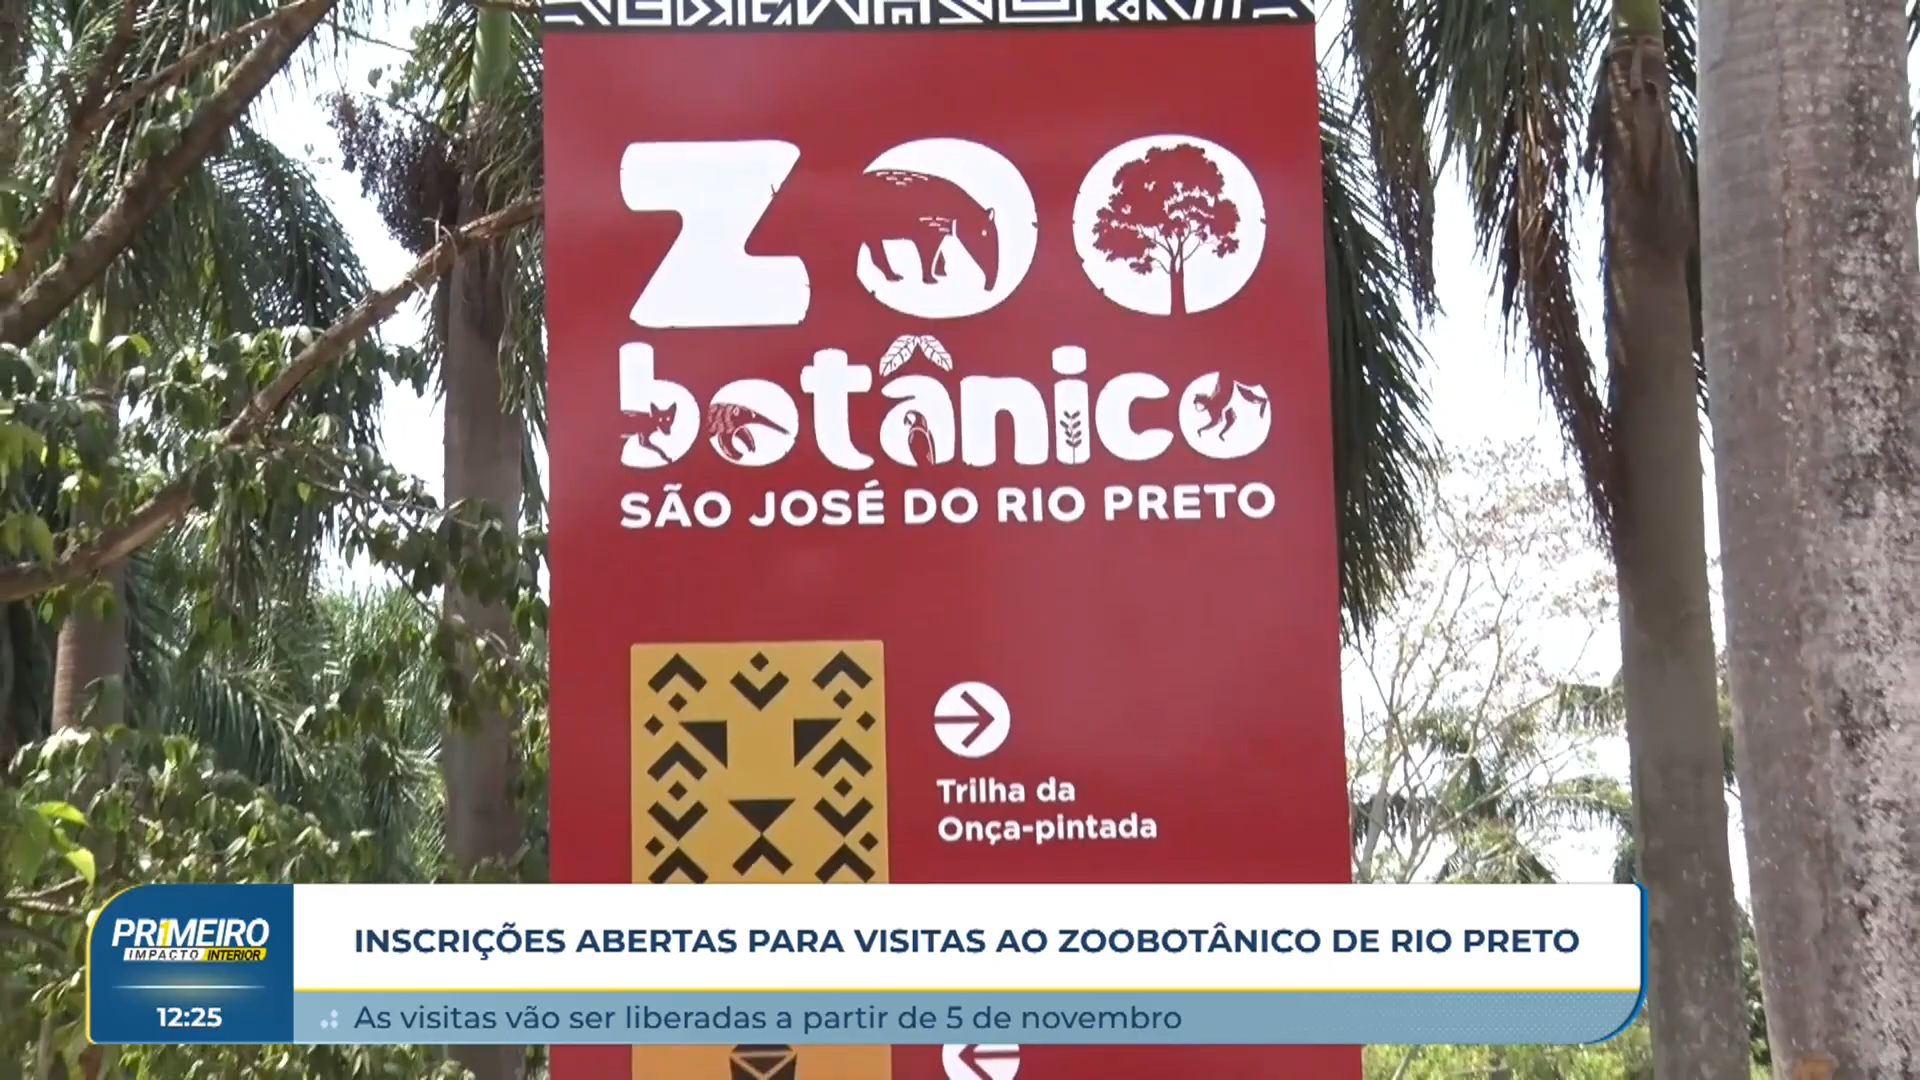 ZOO
botânico
SÃO JOSÉ DO RIO PRETO
Trilha da
Onça-pintada
PR1MEIRO
IMPACTO INTERIOR
12:25
INSCRIÇÕES ABERTAS PARA VISITAS AO ZOOBOTÂNICO DE RIO PRETO
As visitas vão ser liberadas a partir de 5 de novembro